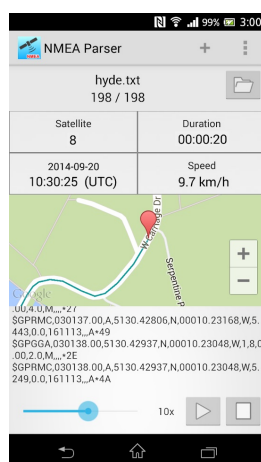 99% 3:00
NMEA Parser
hyde.txt
198 / 198
Satellite
8
Duration
00:00:20
2014-09-20
10:30:25 (UTC)
Speed
9.7 km/h
W Carriage Dr
Serpentine
Google
.00,4.0,M,,,*27
$GPRMC,030137.00,A,5130.42806,N,00010.23168,W,5.
443,0.0,161113,,,A*49
$GPGGA,030138.00,5130.42937,N,00010.23048,W,1,8,0
.00,2.0,M,,,*2E
$GPRMC,030138.00,A,5130.42937,N,00010.23048,W,5.
249,0.0,161113,,,A*4A
10x